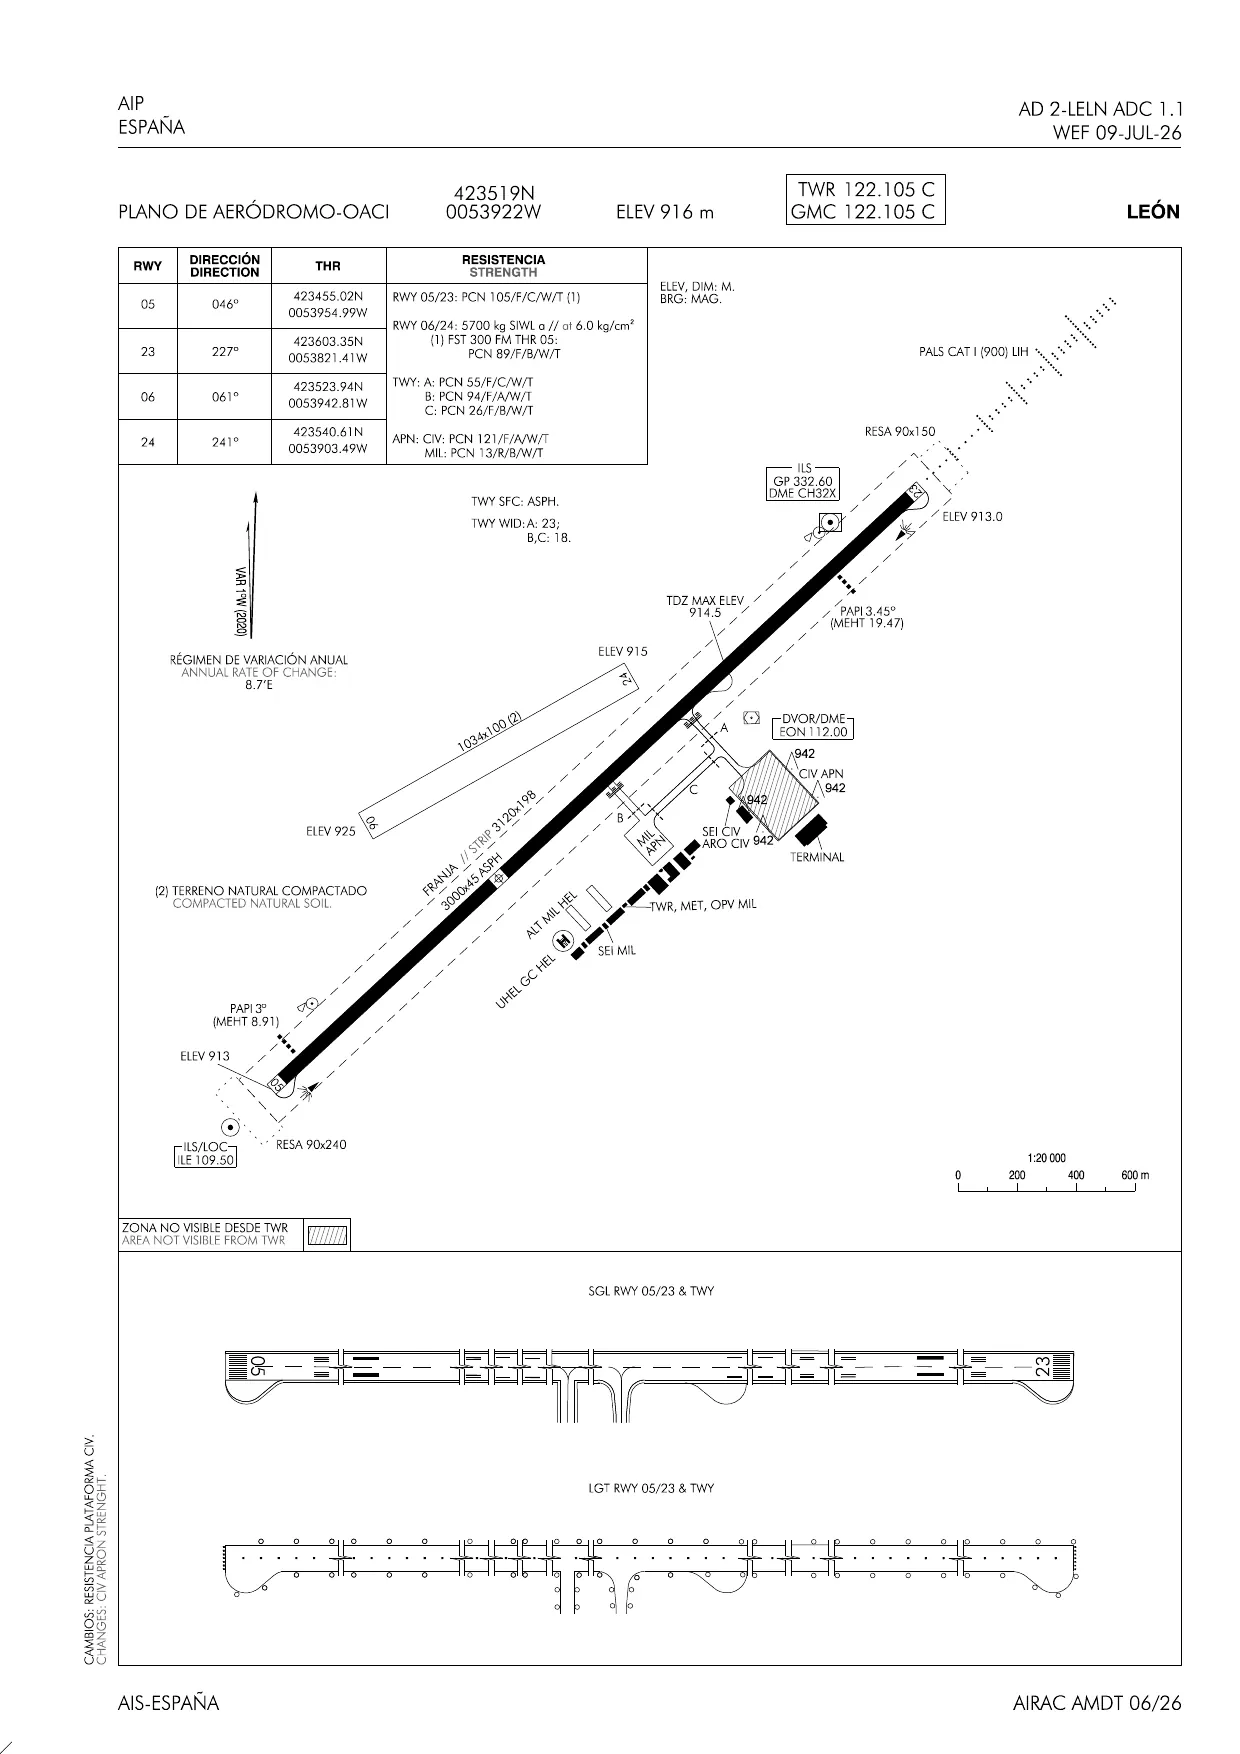 AIP
ESPAÑA
AD 2-LELN ADC 1.1
WEF 09-JUL-26
PLANO DE AERÓDROMO-OACI
423519N
0053922W
ELEV 916 m
TWR 122.105 C
GMC 122.105 C
LEÓN
RWY
DIRECCIÓN
DIRECTION
THR
RESISTENCIA
STRENGTH
05
046º
423455.02N
0053954.99W
23
227º
423603.35N
0053821.41W
06
061º
423523.94N
0053942.81W
24
241º
423540.61N
0053903.49W
RWY 05/23: PCN 105/F/C/W/T (1)
RWY 06/24: 5700 kg SIWL a // at 6.0 kg/cm²
(1) FST 300 FM THR 05:
PCN 89/F/B/W/T
TWY: A: PCN 55/F/C/W/T
B: PCN 94/F/A/W/T
C: PCN 26/F/B/W/T
APN: CIV: PCN 121/F/A/W/T
MIL: PCN 13/R/B/W/T
ELEV, DIM: M.
BRG: MAG.
PALS CAT I (900) LIH
RESA 90x150
ILS
GP 332.60
DME CH32X
23
ELEV 913.0
TWY SFC: ASPH.
TWY WID: A: 23;
B,C: 18.
VAR 1ºW (2020)
RÉGIMEN DE VARIACIÓN ANUAL
ANNUAL RATE OF CHANGE:
8.7'E
TDZ MAX ELEV
914.5
PAPI 3.45º
(MEHT 19.47)
ELEV 915
24
1034x100 (2)
06
ELEV 925
DVOR/DME
EON 112.00
A
942
CIV APN
942
C
942
B
SEI CIV
ARO CIV
942
TERMINAL
MIL
APN
FRANJA // STRIP 3120x198
3000x45 ASPH
(2) TERRENO NATURAL COMPACTADO
COMPACTED NATURAL SOIL.
TWR, MET, OPV MIL
ALT MIL HEL
H
SEI MIL
UHEL GC HEL
PAPI 3º
(MEHT 8.91)
ELEV 913
05
RESA 90x240
ILS/LOC
ILE 109.50
1:20 000
0 200 400 600 m
ZONA NO VISIBLE DESDE TWR
AREA NOT VISIBLE FROM TWR
SGL RWY 05/23 & TWY
05
23
LGT RWY 05/23 & TWY
CAMBIOS: RESISTENCIA PLATAFORMA CIV.
CHANGES: CIV APRON STRENGHT.
AIS-ESPAÑA
AIRAC AMDT 06/26